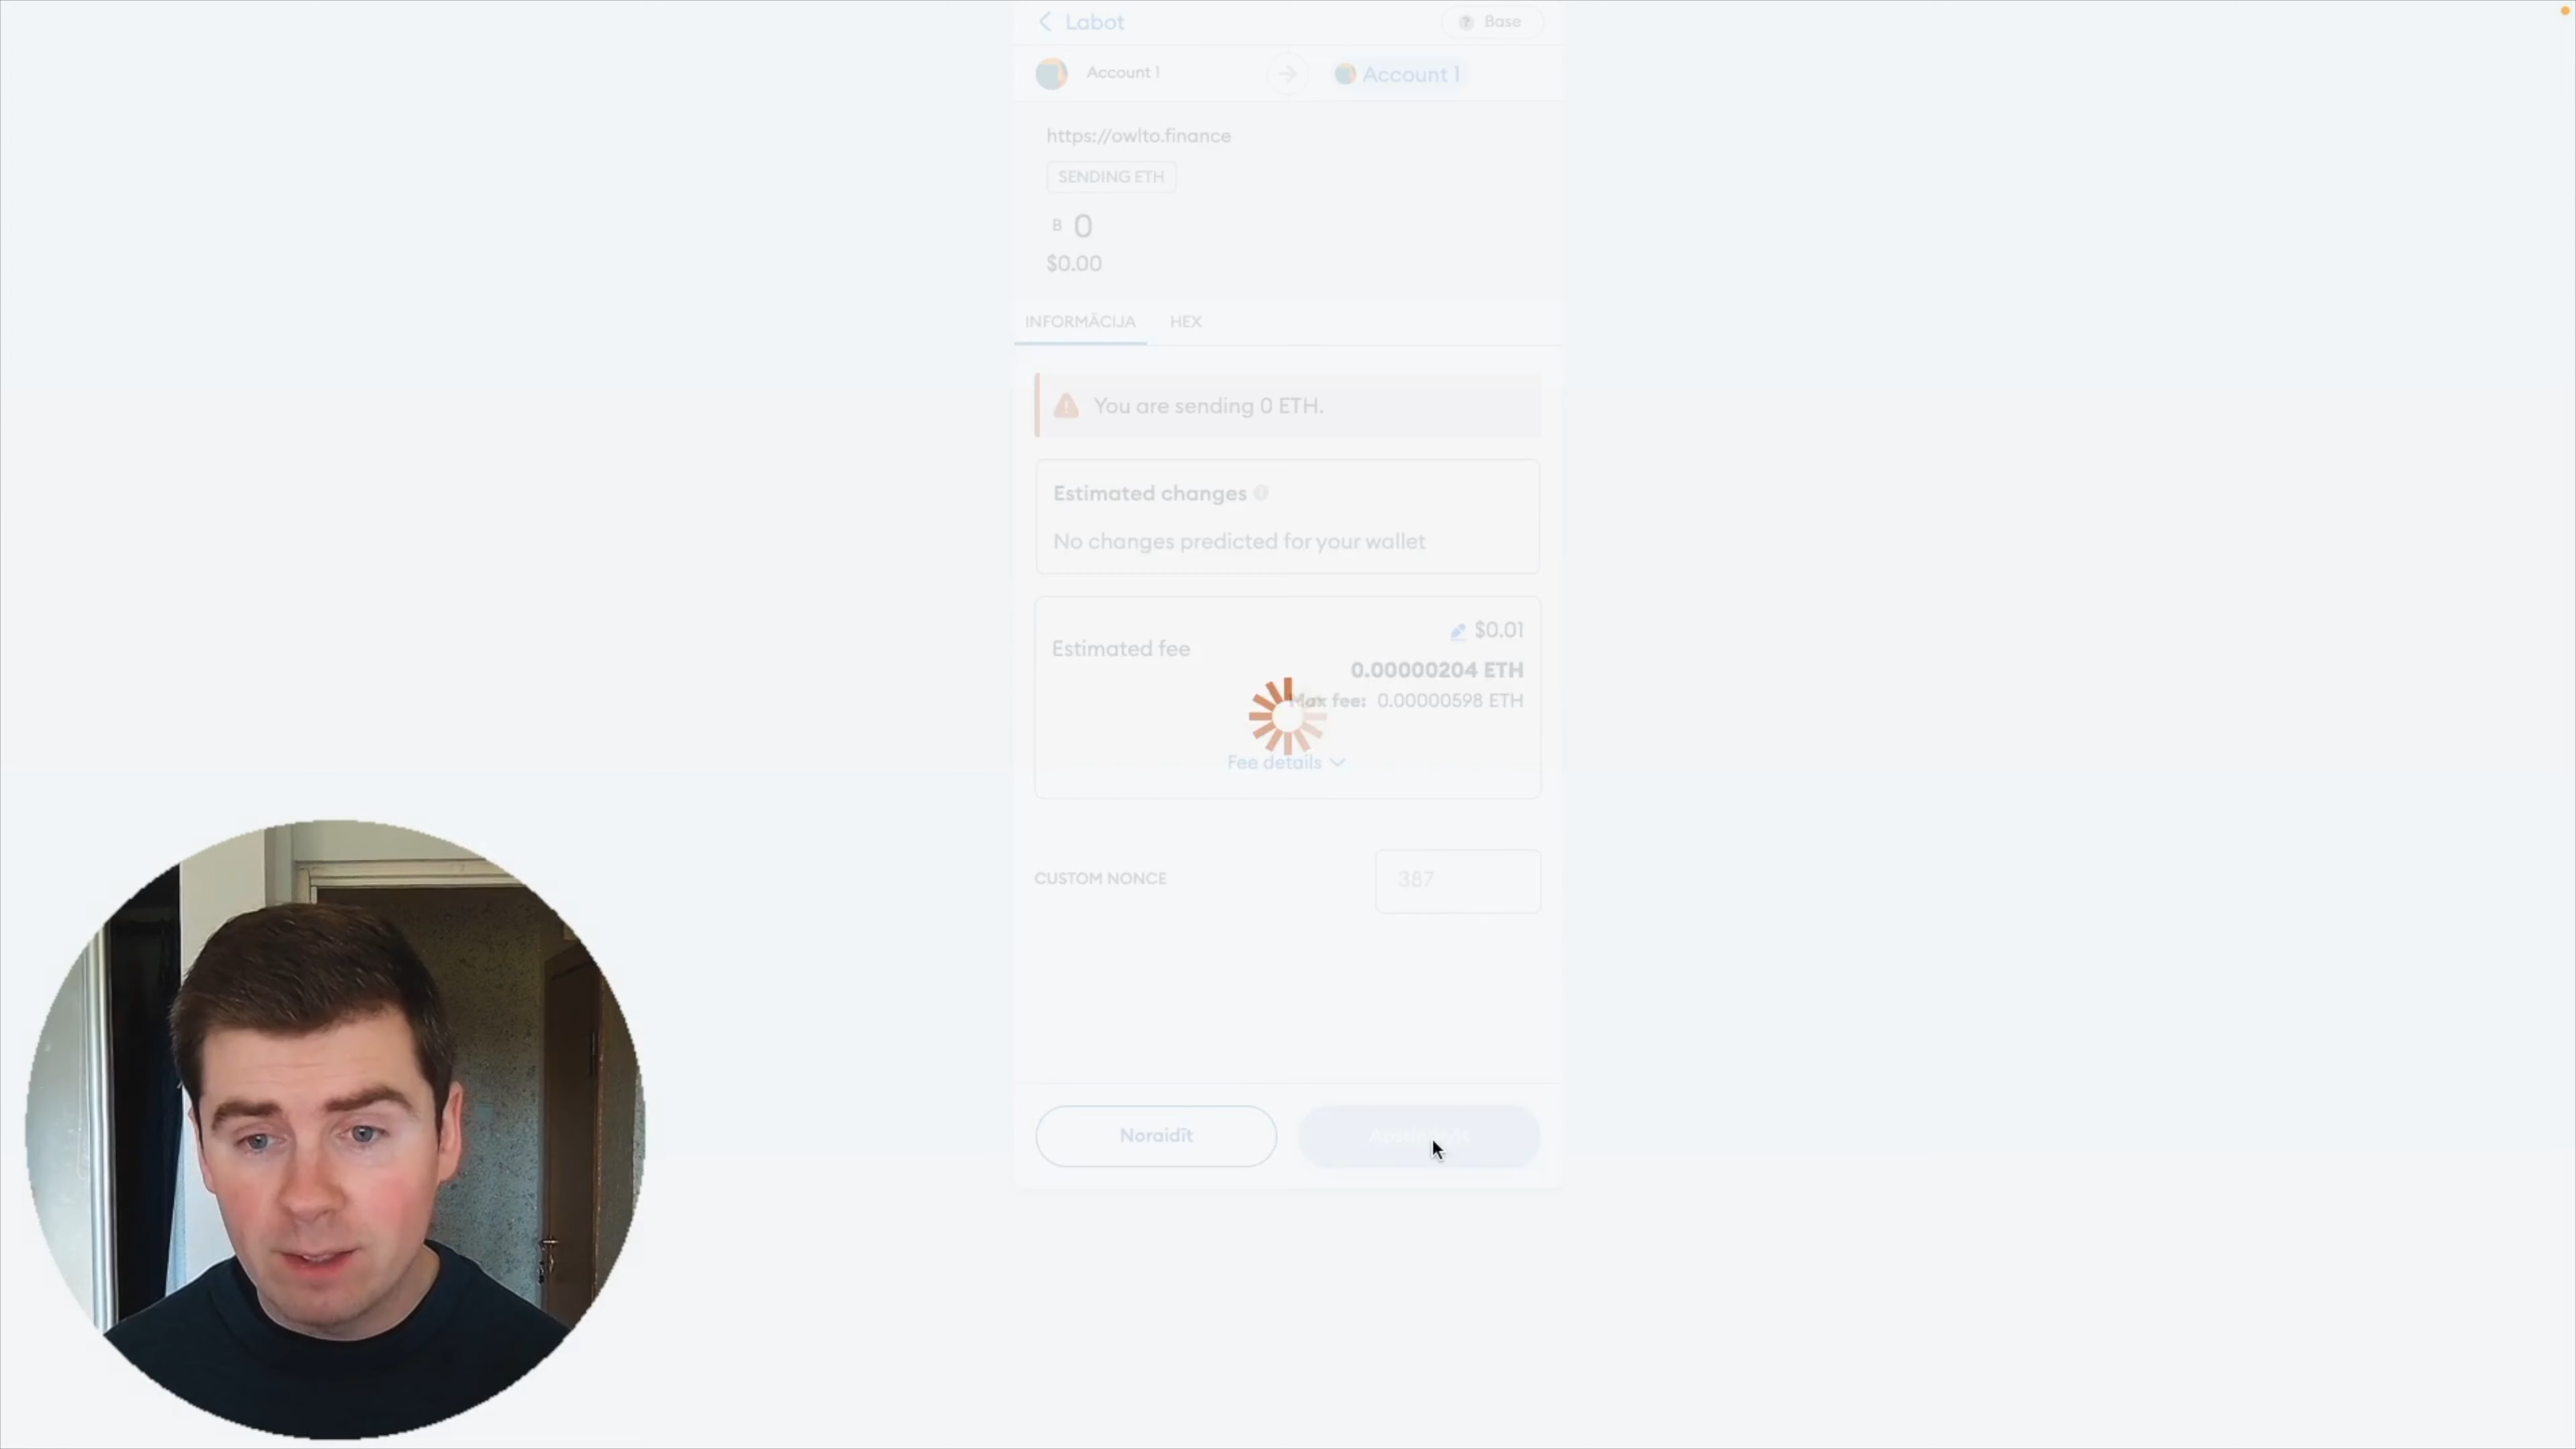 Labot
Base
Account 1
Account 1
https://owlto.finance
SENDING ETH
B 0
$0.00
INFORMĀCIJA
HEX
You are sending 0 ETH.
Estimated changes
No changes predicted for your wallet
Estimated fee
$0.01
0.00000204 ETH
Max fee: 0.00000598 ETH
Fee details
CUSTOM NONCE
387
Noraidīt